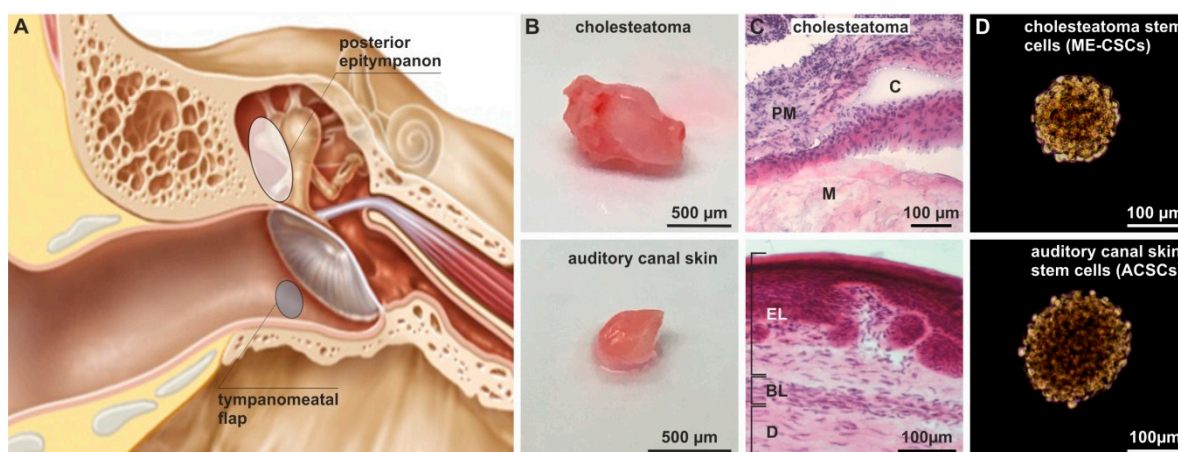 A
posterior
epitympanon
tympanomeatal
flap
B
cholesteatoma
500 µm
auditory canal skin
500 µm
C
cholesteatoma
C
PM
M
100 µm
EL
BL
D
100µm
D
cholesteatoma stem
cells (ME-CSCs)
100 µm
auditory canal skin
stem cells (ACSCs)
100µm